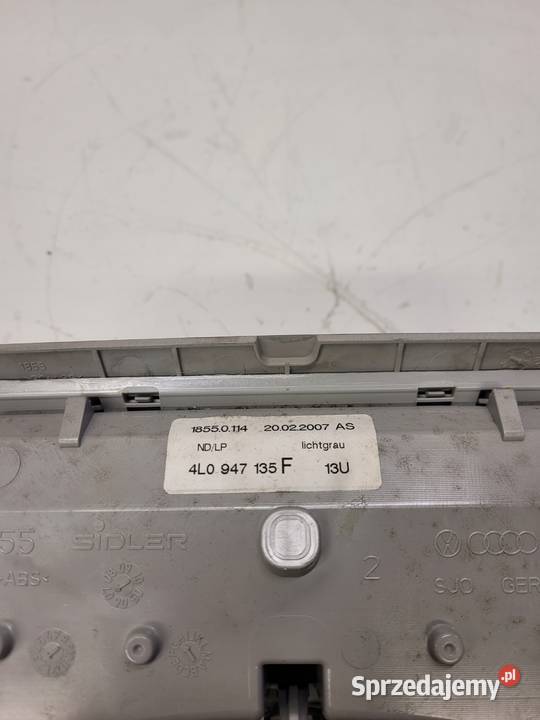 1855.0.114 20.02.2007 AS
ND/LP lichtgrau
4L0 947 135 F 13U
55 SIDLER
>ABS<
2
SJO GER
Sprzedajemy.pl